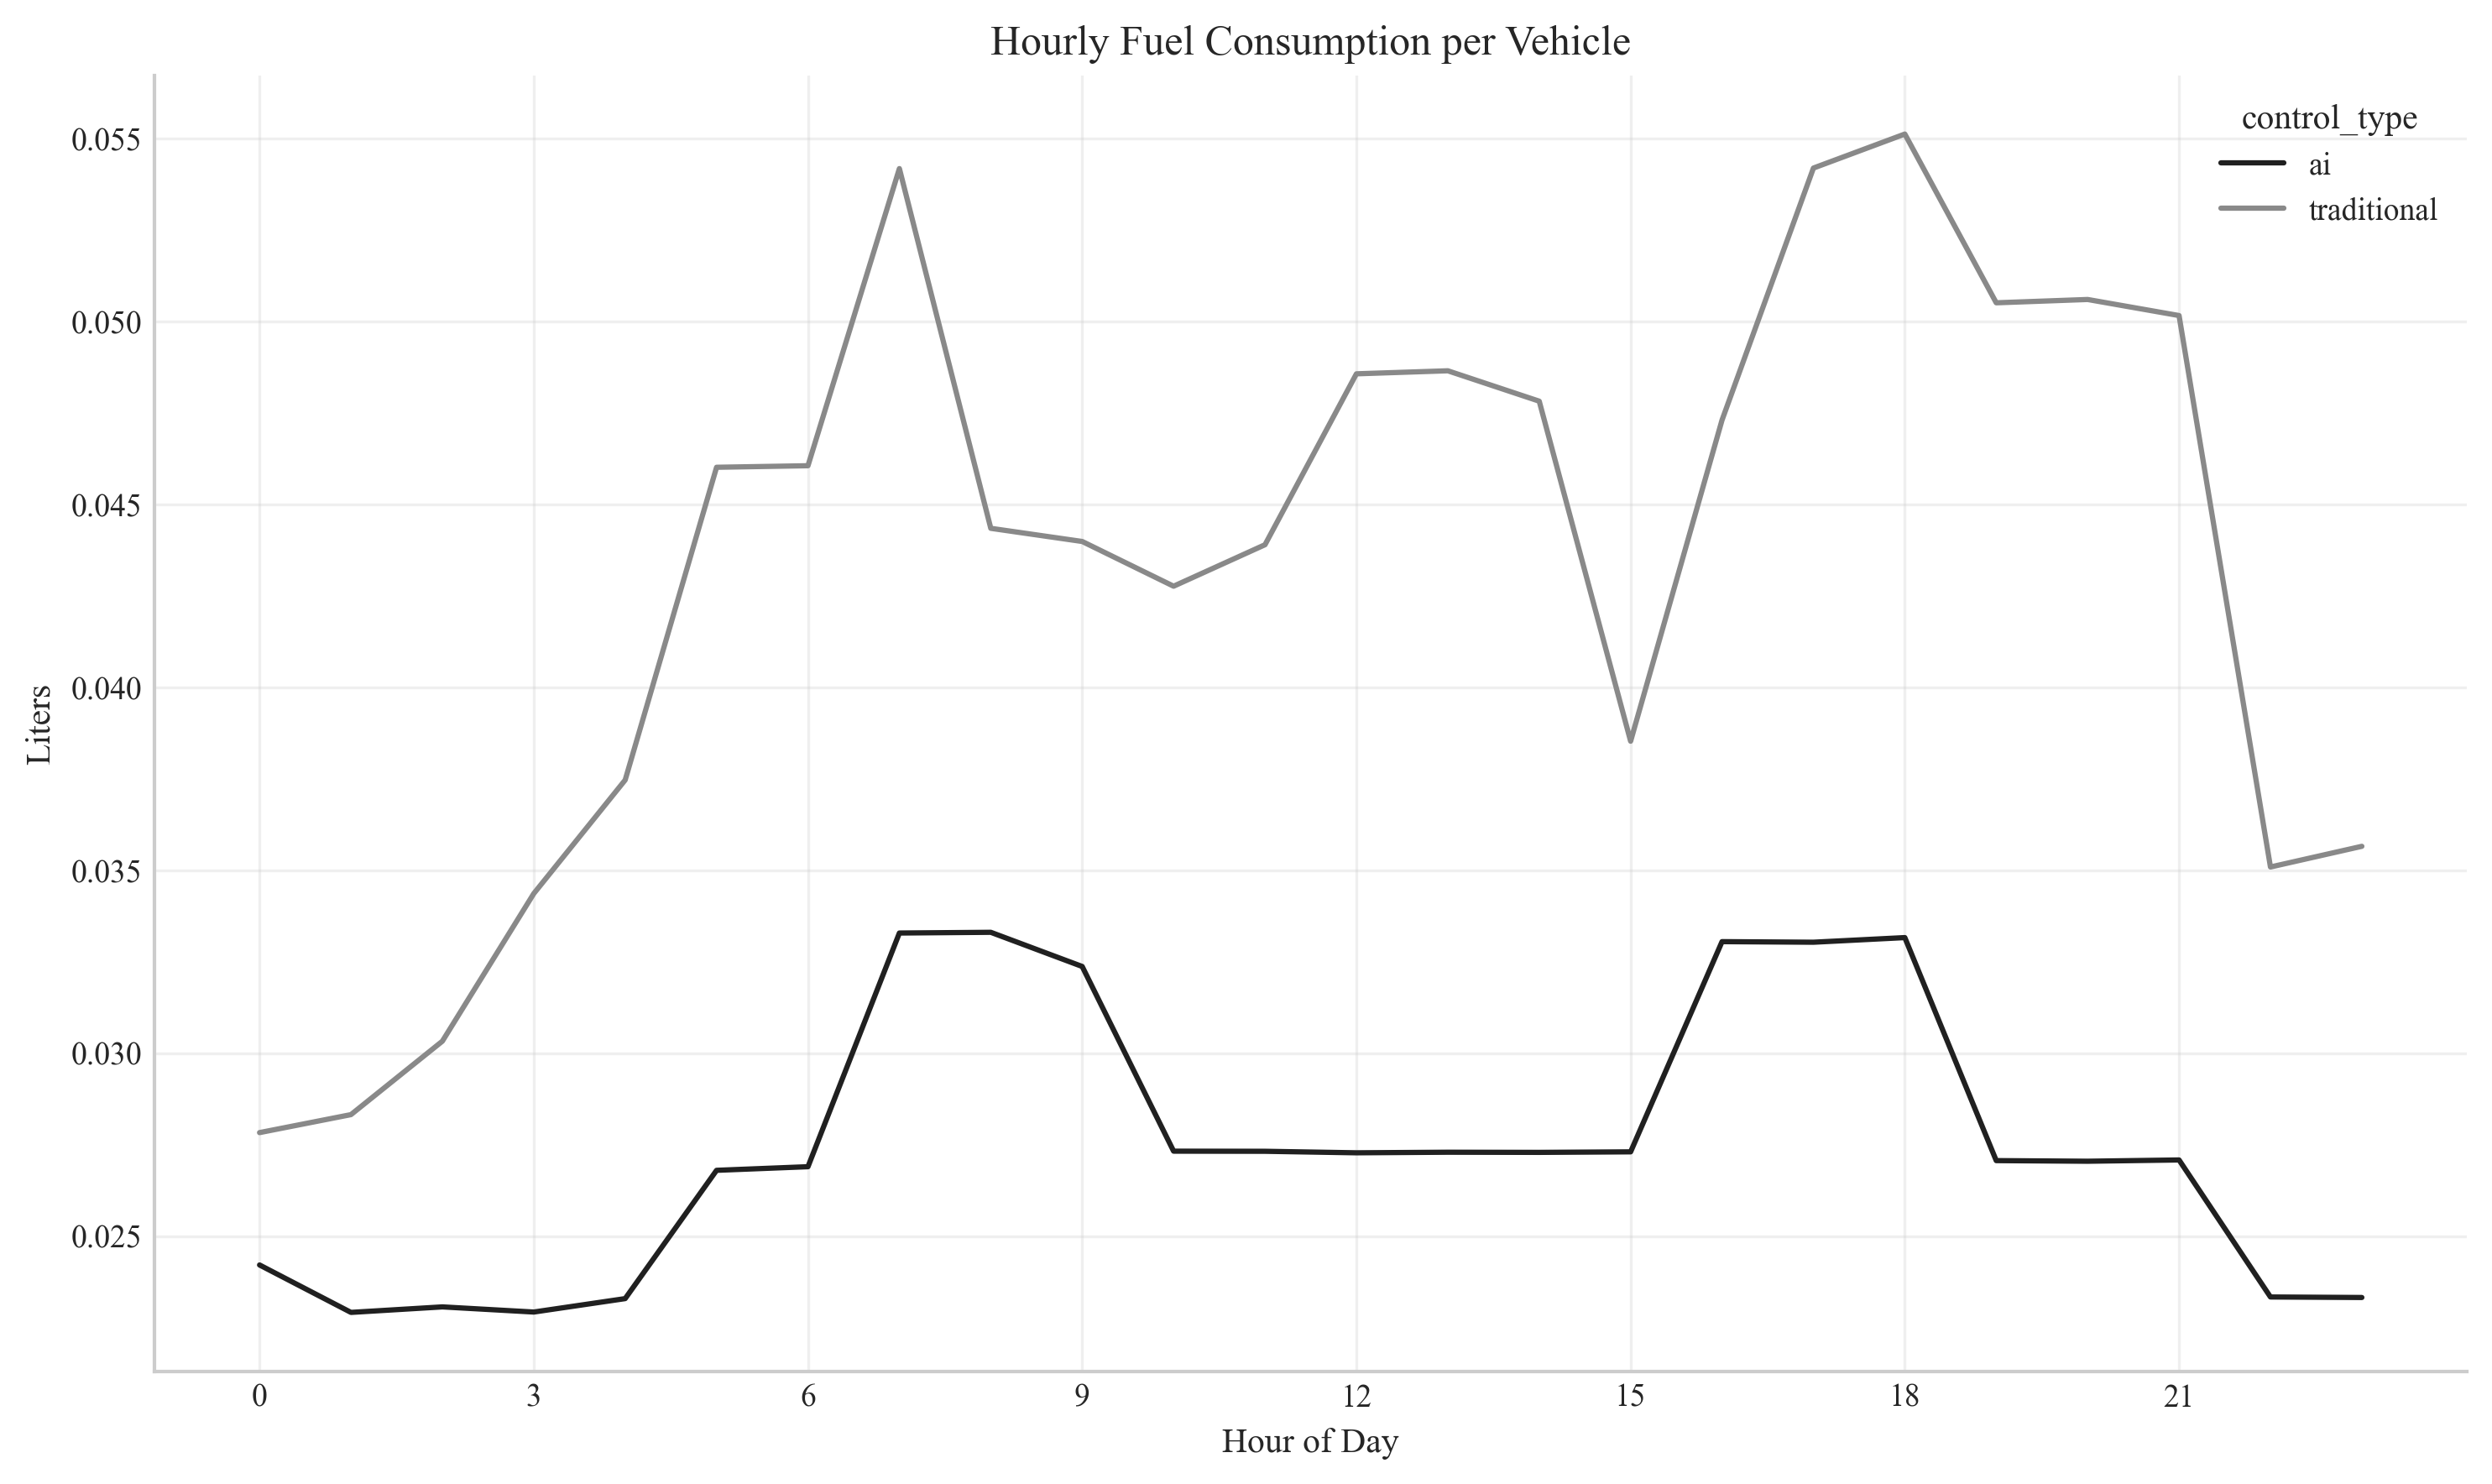 Hourly Fuel Consumption per Vehicle
control_type
ai
traditional
0.055
0.050
0.045
0.040
0.035
0.030
0.025
Liters
0 3 6 9 12 15 18 21
Hour of Day